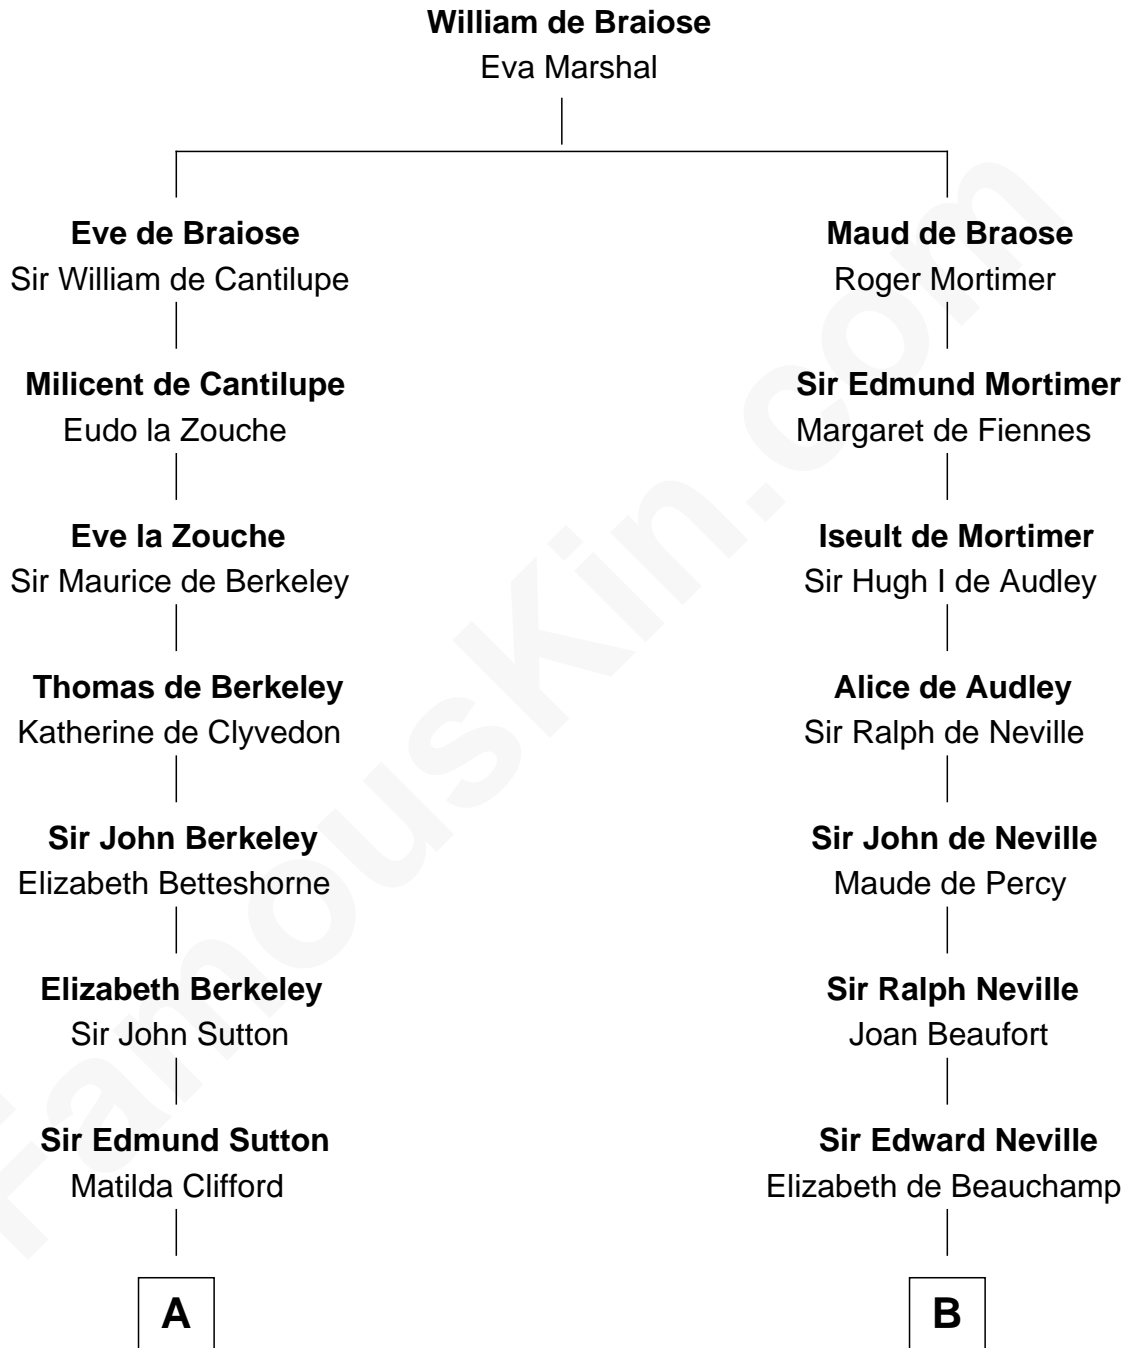 William de Braiose
Eva Marshal
Eve de Braiose
Sir William de Cantilupe
Milicent de Cantilupe
Eudo la Zouche
Eve la Zouche
Sir Maurice de Berkeley
Thomas de Berkeley
Katherine de Clyvedon
Sir John Berkeley
Elizabeth Betteshorne
Elizabeth Berkeley
Sir John Sutton
Sir Edmund Sutton
Matilda Clifford
A
Maud de Braose
Roger Mortimer
Sir Edmund Mortimer
Margaret de Fiennes
Iseult de Mortimer
Sir Hugh I de Audley
Alice de Audley
Sir Ralph de Neville
Sir John de Neville
Maude de Percy
Sir Ralph Neville
Joan Beaufort
Sir Edward Neville
Elizabeth de Beauchamp
B
FamousKin.com